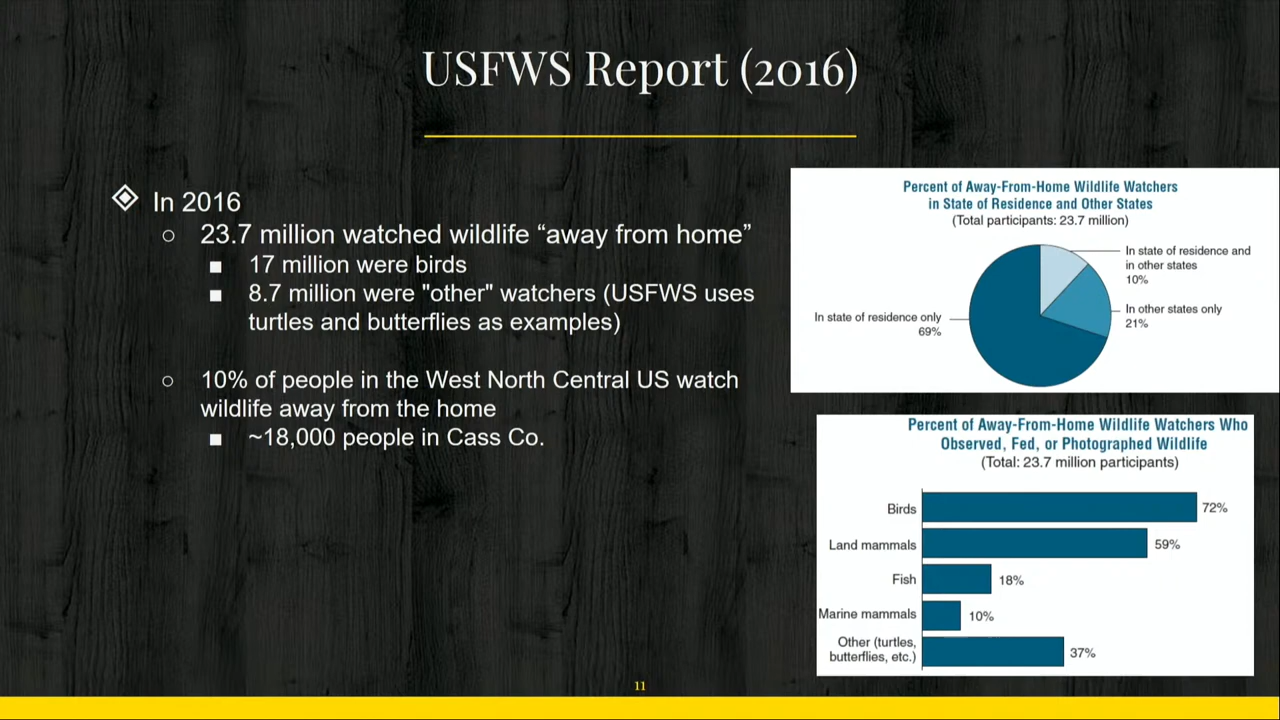 USFWS Report (2016)
In 2016
23.7 million watched wildlife “away from home”
17 million were birds
8.7 million were "other" watchers (USFWS uses
turtles and butterflies as examples)
10% of people in the West North Central US watch
wildlife away from the home
~18,000 people in Cass Co.
Percent of Away-From-Home Wildlife Watchers
in State of Residence and Other States
(Total participants: 23.7 million)
In state of residence and
in other states
10%
In other states only
21%
In state of residence only
69%
Percent of Away-From-Home Wildlife Watchers Who
Observed, Fed, or Photographed Wildlife
(Total: 23.7 million participants)
Birds 72%
Land mammals 59%
Fish 18%
Marine mammals 10%
Other (turtles,
butterflies, etc.) 37%
11